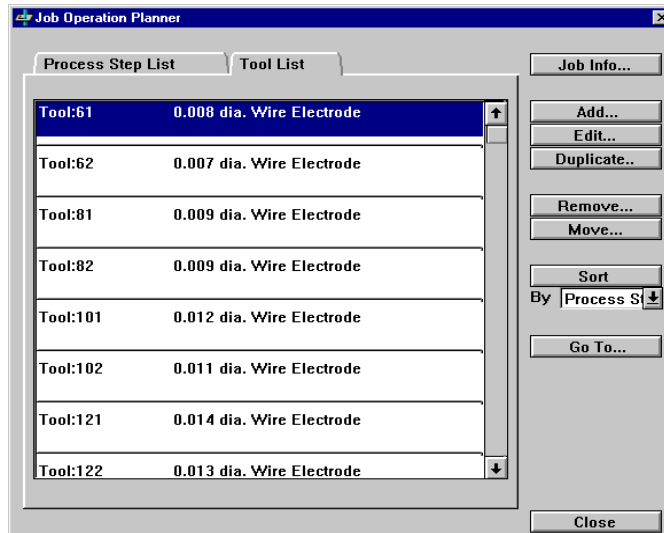 Job Operation Planner
Process Step List
Tool List
Tool:61 0.008 dia. Wire Electrode
Tool:62 0.007 dia. Wire Electrode
Tool:81 0.009 dia. Wire Electrode
Tool:82 0.009 dia. Wire Electrode
Tool:101 0.012 dia. Wire Electrode
Tool:102 0.011 dia. Wire Electrode
Tool:121 0.014 dia. Wire Electrode
Tool:122 0.013 dia. Wire Electrode
Job Info...
Add...
Edit...
Duplicate..
Remove...
Move...
Sort
By Process St
Go To...
Close